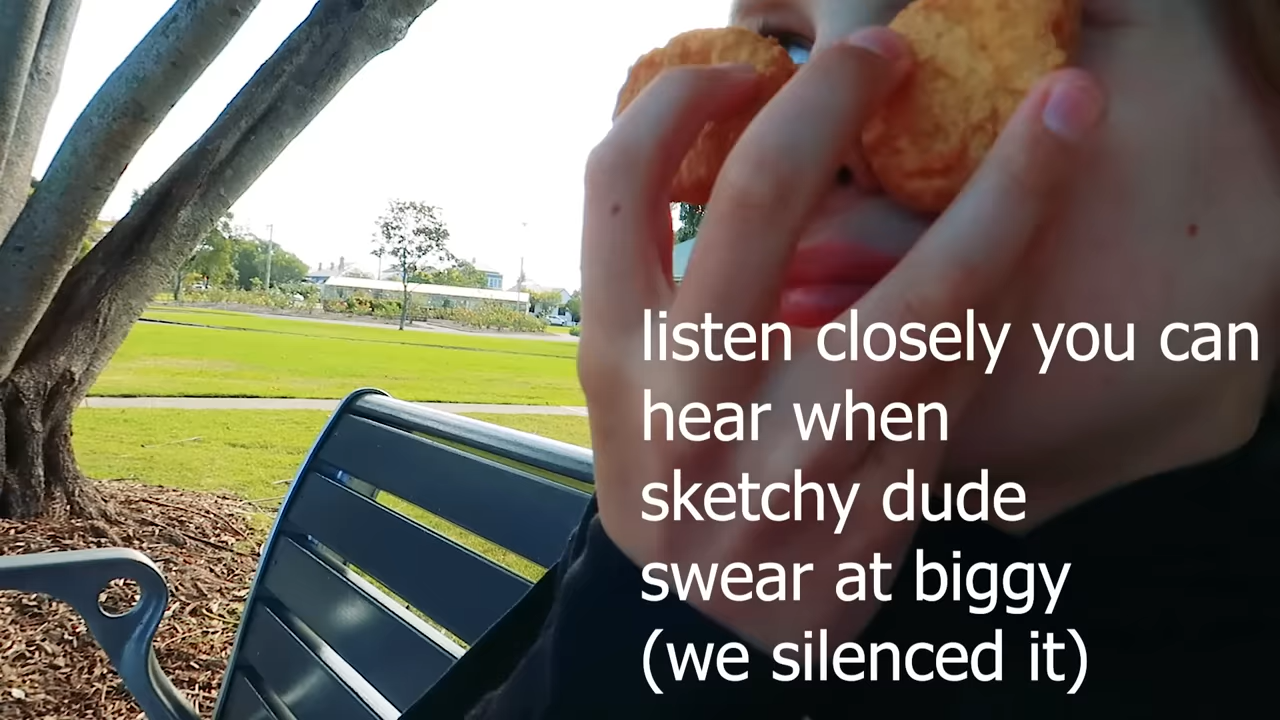 listen closely you can
hear when
sketchy dude
swear at biggy
(we silenced it)